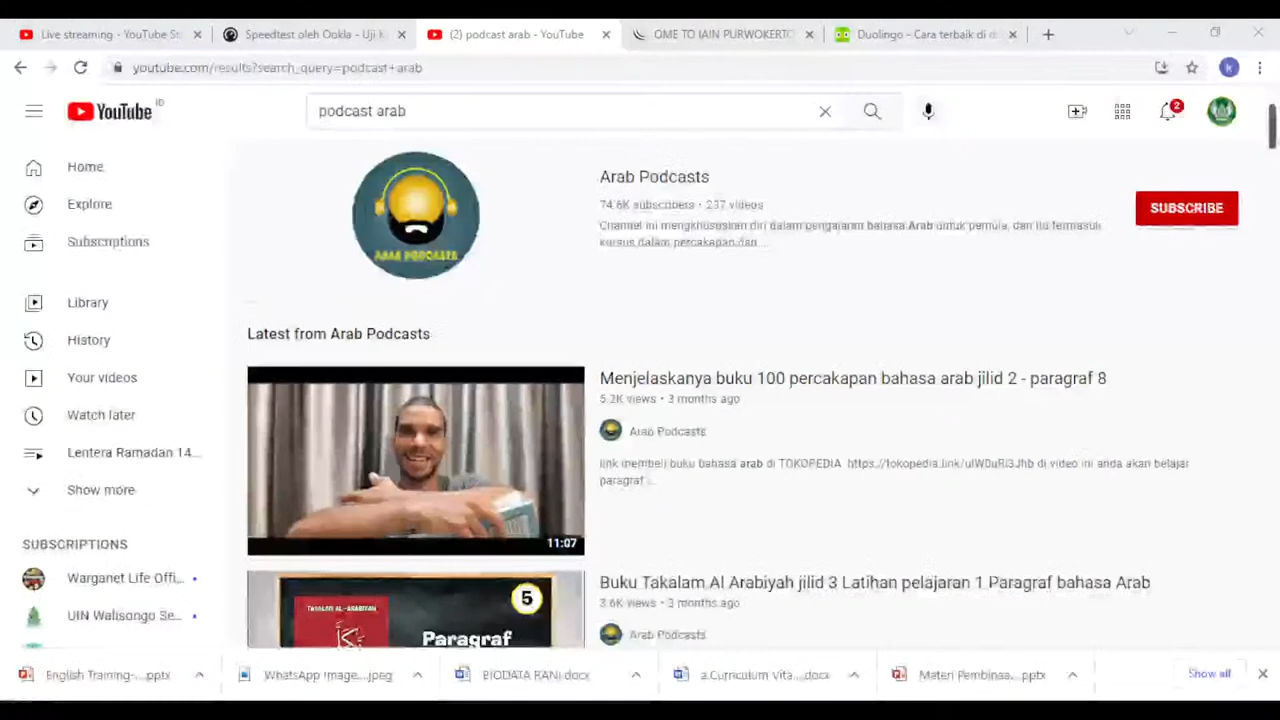 Live streaming - YouTube St
Speedtest oleh Ookla - Uji K
(2) podcast arab - YouTube
OME TO IAIN PURWOKERTO
Duolingo - Cara terbaik di d
youtube.com/results?search_query=podcast+arab
YouTube ID
podcast arab
2
Home
Explore
Subscriptions
Library
History
Your videos
Watch later
Lentera Ramadan 14...
Show more
SUBSCRIPTIONS
Warganet Life Offi...
UIN Walisongo Se...
ARAB PODCASTS
Arab Podcasts
74.6K subscribers • 237 videos
Channel ini mengkhususkan diri dalam pengajaran bahasa Arab untuk pemula, dan itu termasuk
kursus dalam percakapan dan...
SUBSCRIBE
Latest from Arab Podcasts
11:07
Menjelaskanya buku 100 percakapan bahasa arab jilid 2 - paragraf 8
5.2K views • 3 months ago
Arab Podcasts
link membeli buku bahasa arab di TOKOPEDIA https://tokopedia.link/uIWDuRi3Jhb di video ini anda akan belajar
paragraf ...
TAKALAM AL-ARABIYAH
5
Paragraf
Buku Takalam Al Arabiyah jilid 3 Latihan pelajaran 1 Paragraf bahasa Arab
3.6K views • 3 months ago
Arab Podcasts
English Training-....pptx
WhatsApp Image....jpeg
BIODATA RANI.docx
a.Curriculum Vita....docx
Materi Pembinaa....pptx
Show all